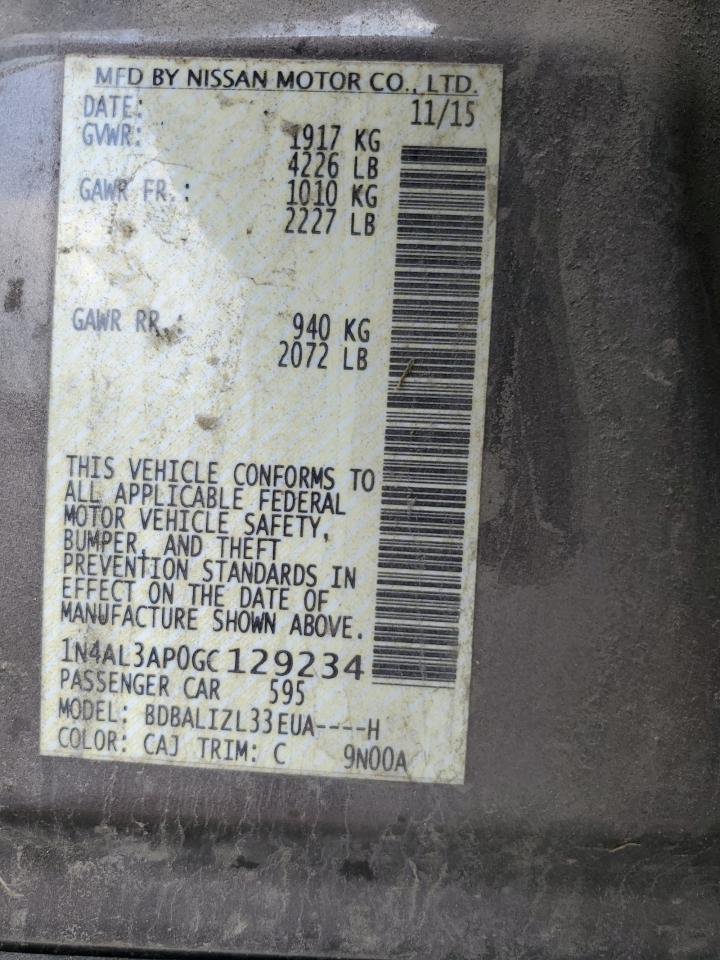 MFD BY NISSAN MOTOR CO., LTD.
DATE: 11/15
GVWR: 1917 KG
4226 LB
GAWR FR.: 1010 KG
2227 LB
GAWR RR.: 940 KG
2072 LB
THIS VEHICLE CONFORMS TO
ALL APPLICABLE FEDERAL
MOTOR VEHICLE SAFETY,
BUMPER, AND THEFT
PREVENTION STANDARDS IN
EFFECT ON THE DATE OF
MANUFACTURE SHOWN ABOVE.
1N4AL3AP0GC129234
PASSENGER CAR 595
MODEL: BDBALIZL33EUA----H
COLOR: CAJ TRIM: C 9N00A